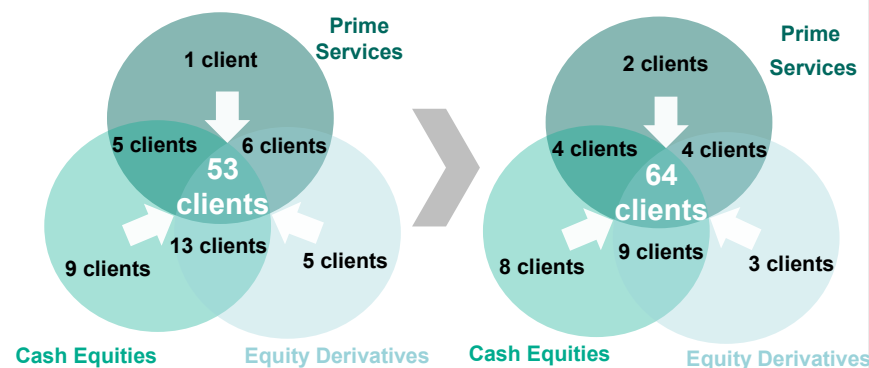 Prime
Services
1 client
5 clients
6 clients
53
clients
9 clients
13 clients
5 clients
Cash Equities
Equity Derivatives
Prime
Services
2 clients
4 clients
4 clients
64
clients
8 clients
9 clients
3 clients
Cash Equities
Equity Derivatives